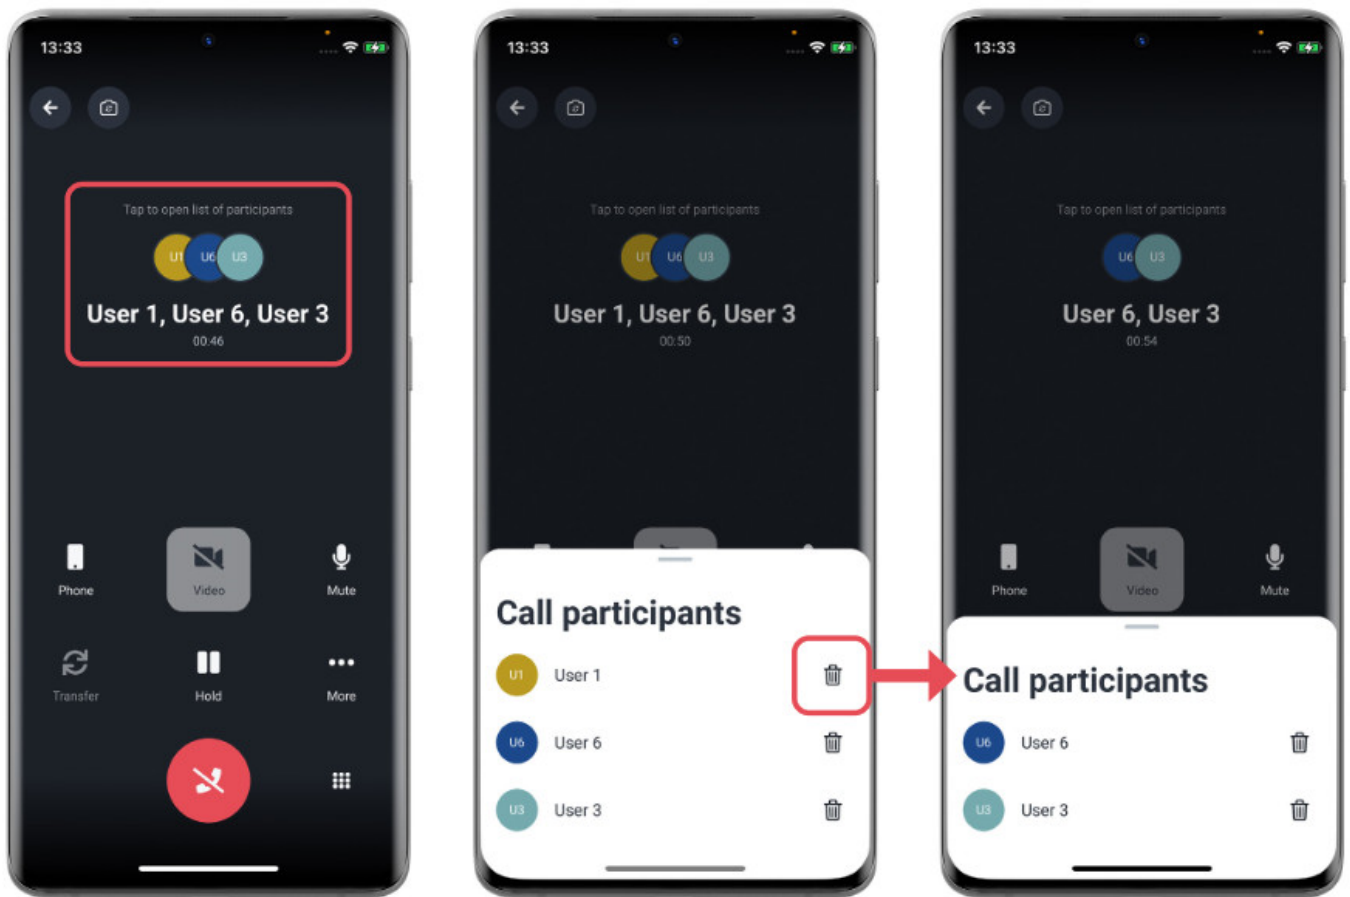 13:33
Tap to open list of participants
U1 U6 U3
User 1, User 6, User 3
00:46
Phone
Video
Mute
Transfer
Hold
More
13:33
Tap to open list of participants
U1 U6 U3
User 1, User 6, User 3
00:50
Call participants
U1 User 1
U6 User 6
U3 User 3
13:33
Tap to open list of participants
U6 U3
User 6, User 3
00:54
Phone
Video
Mute
Call participants
U6 User 6
U3 User 3